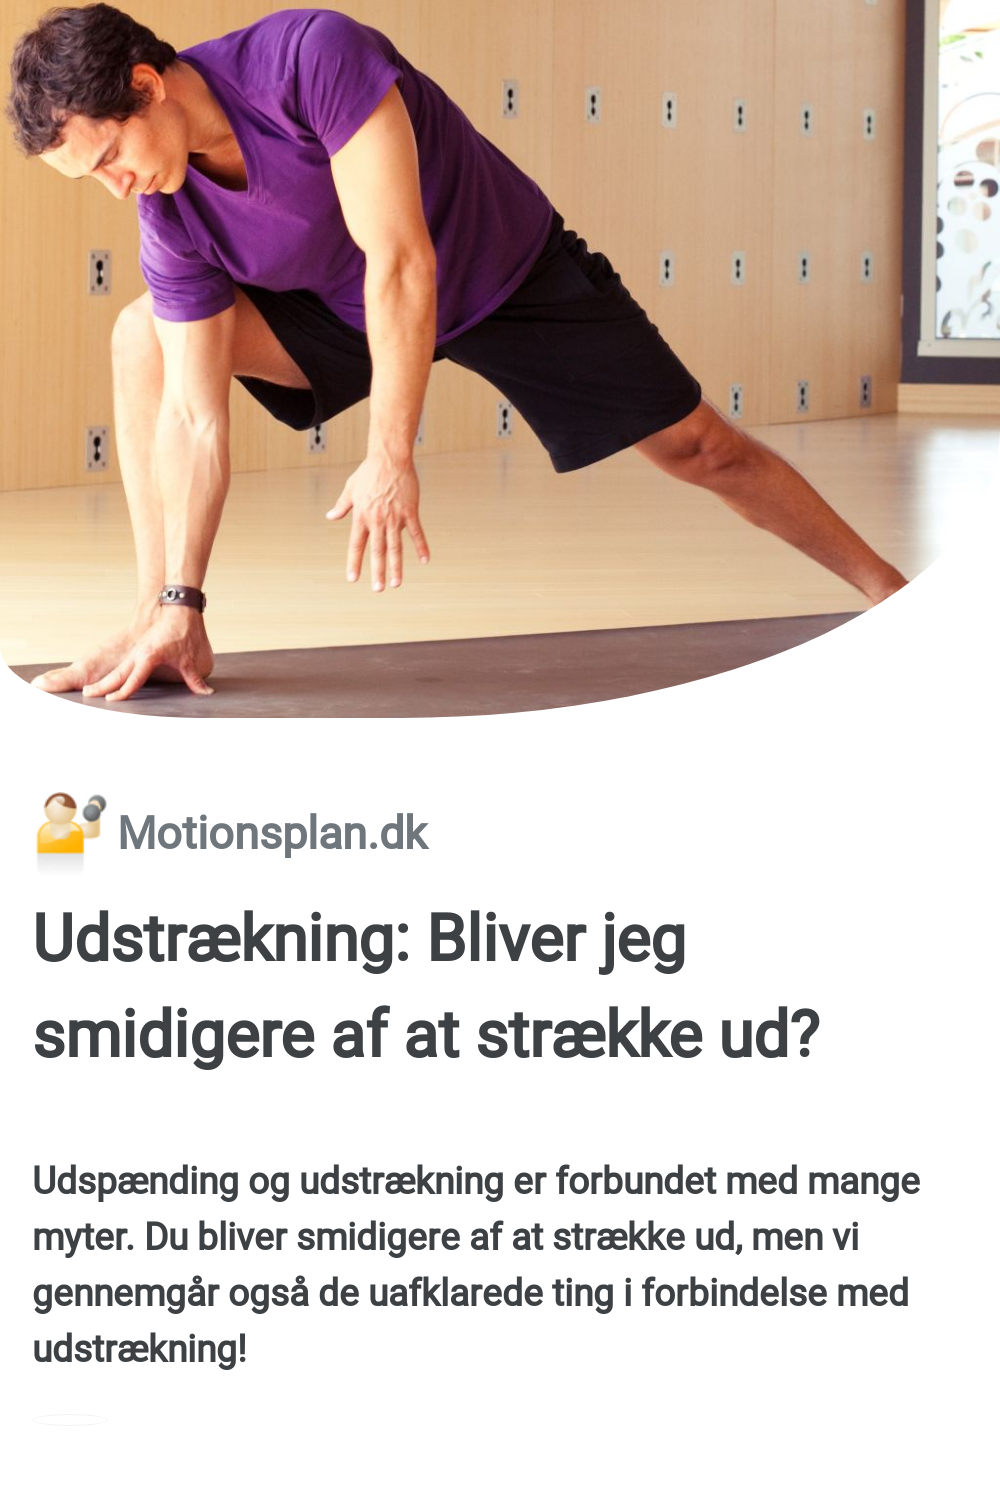 Motionsplan.dk
Udstrækning: Bliver jeg
smidigere af at strække ud?
Udspænding og udstrækning er forbundet med mange
myter. Du bliver smidigere af at strække ud, men vi
gennemgår også de uafklarede ting i forbindelse med
udstrækning!